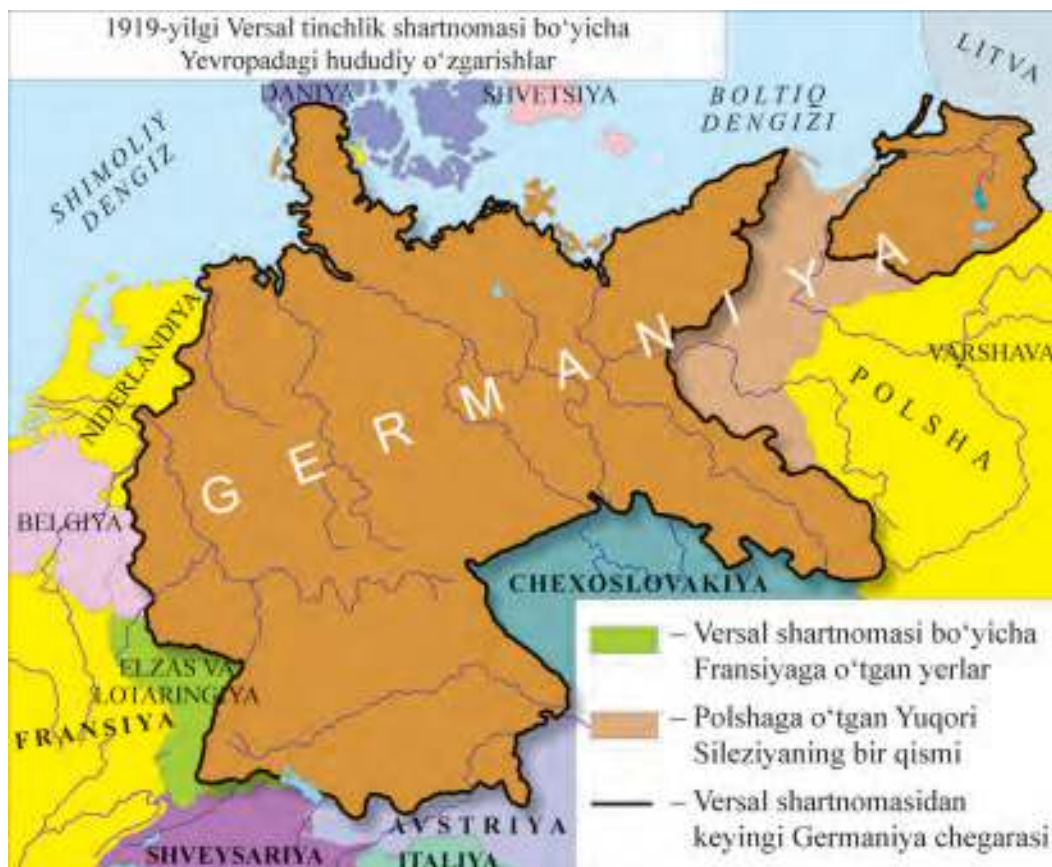 1919-yilgi Versal tinchlik shartnomasi bo‘yicha
Yevropadagi hududiy o‘zgarishlar
LITVA
DANIYA
SHVETSIYA
BOLTIQ
DENGIZI
SHIMOLIY
DENGIZ
NIDERLANDIYA
GERMANIYA
VARSHAVA
POLSHA
BELGIYA
CHEXOSLOVAKIYA
ELZAS VA
LOTARINGIYA
FRANSIYA
AVSTRIYA
SHVEYSARIYA
ITALIYA
– Versal shartnomasi bo‘yicha
Fransiyaga o‘tgan yerlar
– Polshaga o‘tgan Yuqori
Sileziyaning bir qismi
– Versal shartnomasidan
keyingi Germaniya chegarasi